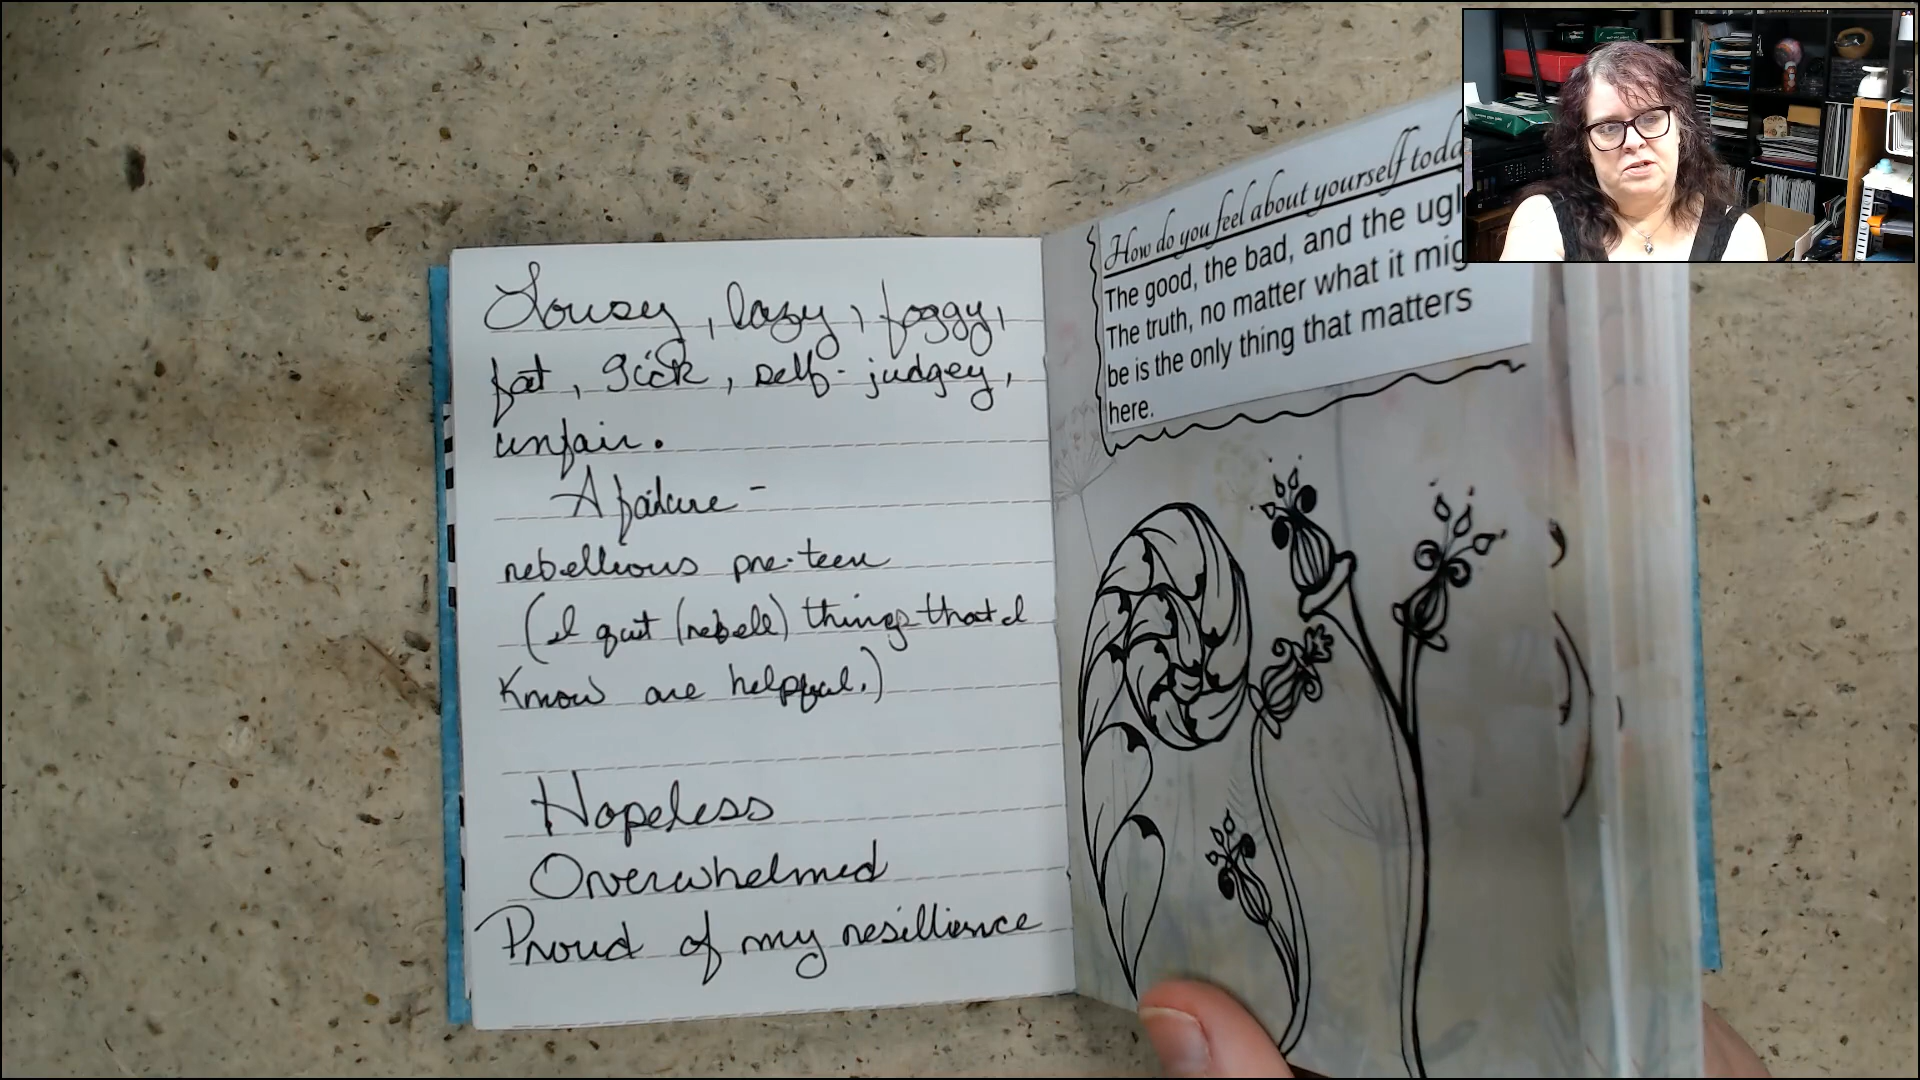 Lousy, lazy, foggy,
fat, sick, self-judgey,
unfair.
A failure -
rebellious pre-teen
(I quit (rebell) things that I
know are helpful.)
Hopeless
Overwhelmed
Proud of my resillience
How do you feel about yourself toda
The good, the bad, and the ugl
The truth, no matter what it mig
be is the only thing that matters
here.